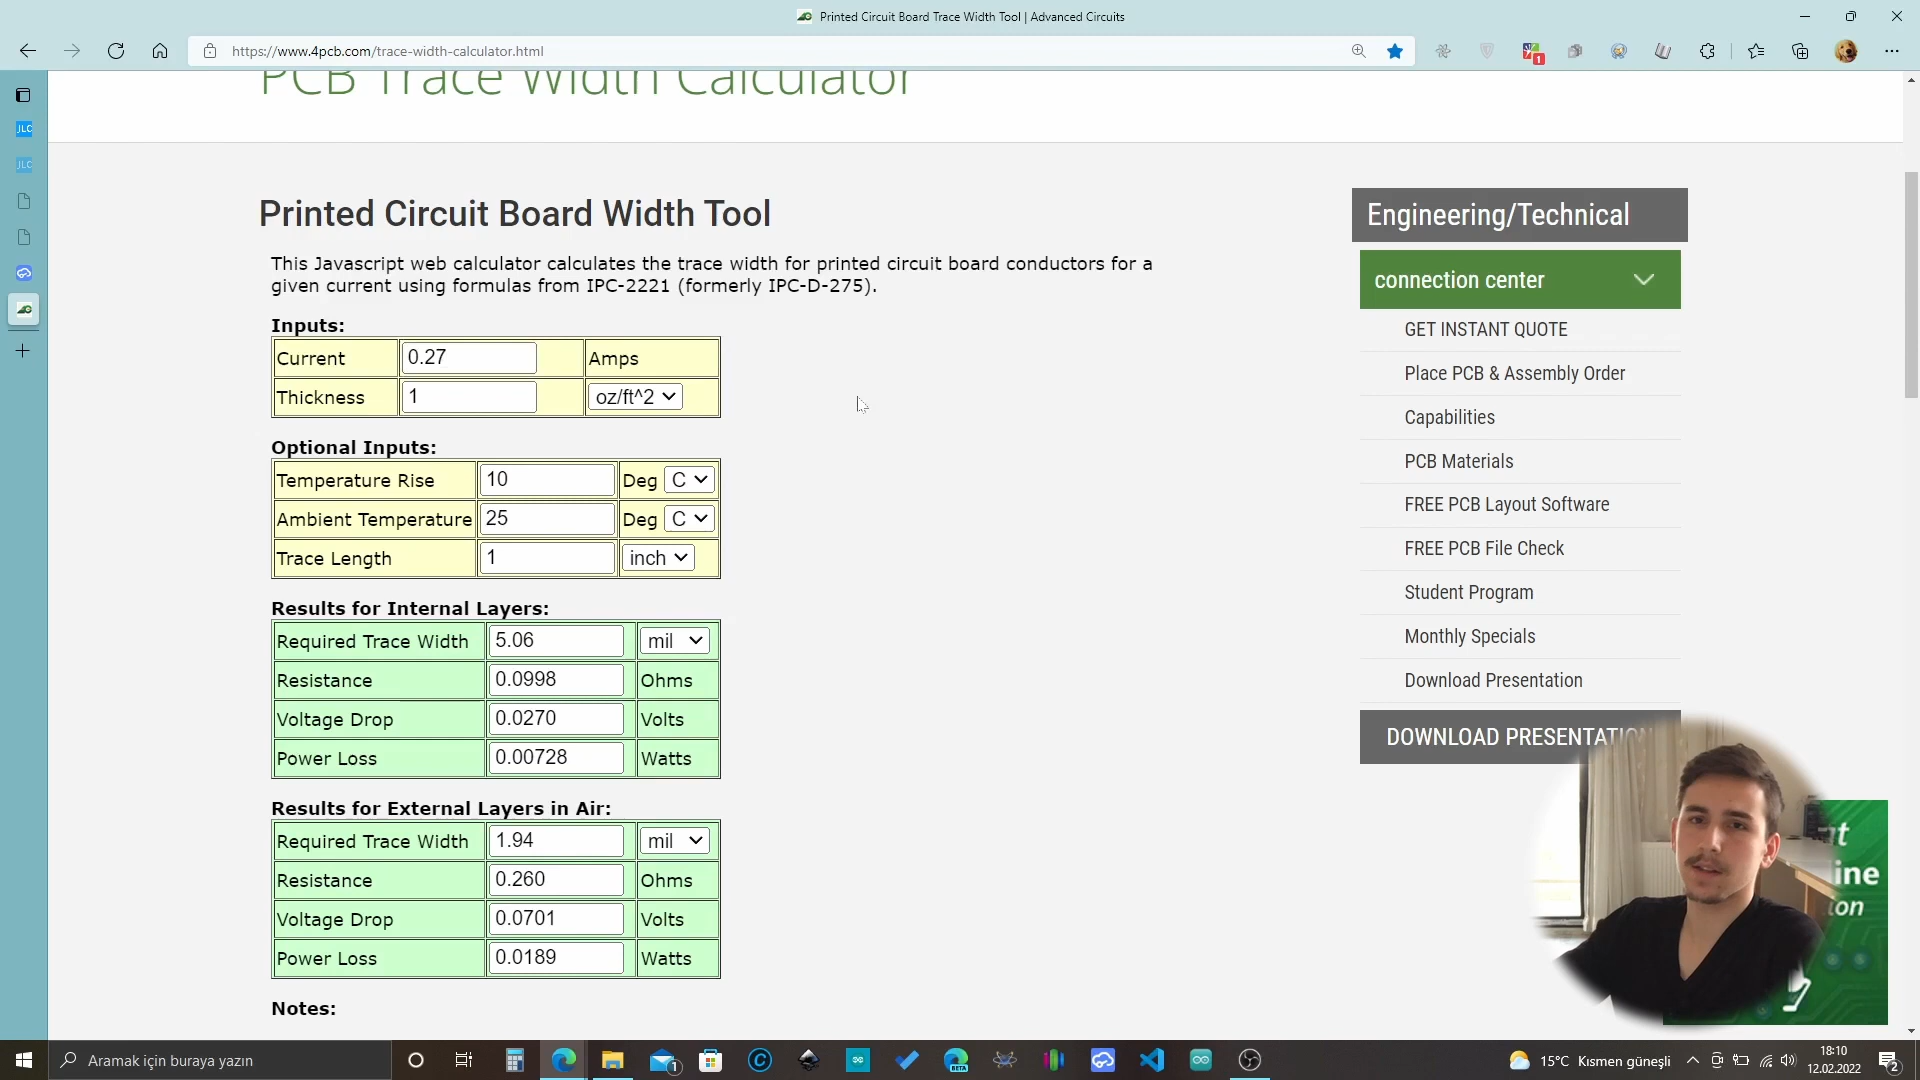 Printed Circuit Board Trace Width Tool | Advanced Circuits
https://www.4pcb.com/trace-width-calculator.html
1
JLC
JLC
PCB Trace Width Calculator
Printed Circuit Board Width Tool
This Javascript web calculator calculates the trace width for printed circuit board conductors for a
given current using formulas from IPC-2221 (formerly IPC-D-275).
Inputs:
Current 0.27 Amps
Thickness 1 oz/ft^2
Optional Inputs:
Temperature Rise 10 Deg C
Ambient Temperature 25 Deg C
Trace Length 1 inch
Results for Internal Layers:
Required Trace Width 5.06 mil
Resistance 0.0998 Ohms
Voltage Drop 0.0270 Volts
Power Loss 0.00728 Watts
Results for External Layers in Air:
Required Trace Width 1.94 mil
Resistance 0.260 Ohms
Voltage Drop 0.0701 Volts
Power Loss 0.0189 Watts
Notes:
Engineering/Technical
connection center
GET INSTANT QUOTE
Place PCB & Assembly Order
Capabilities
PCB Materials
FREE PCB Layout Software
FREE PCB File Check
Student Program
Monthly Specials
Download Presentation
DOWNLOAD PRESENTATION
Aramak için buraya yazın
1
BETA
15°C Kısmen güneşli
18:10
12.02.2022
2